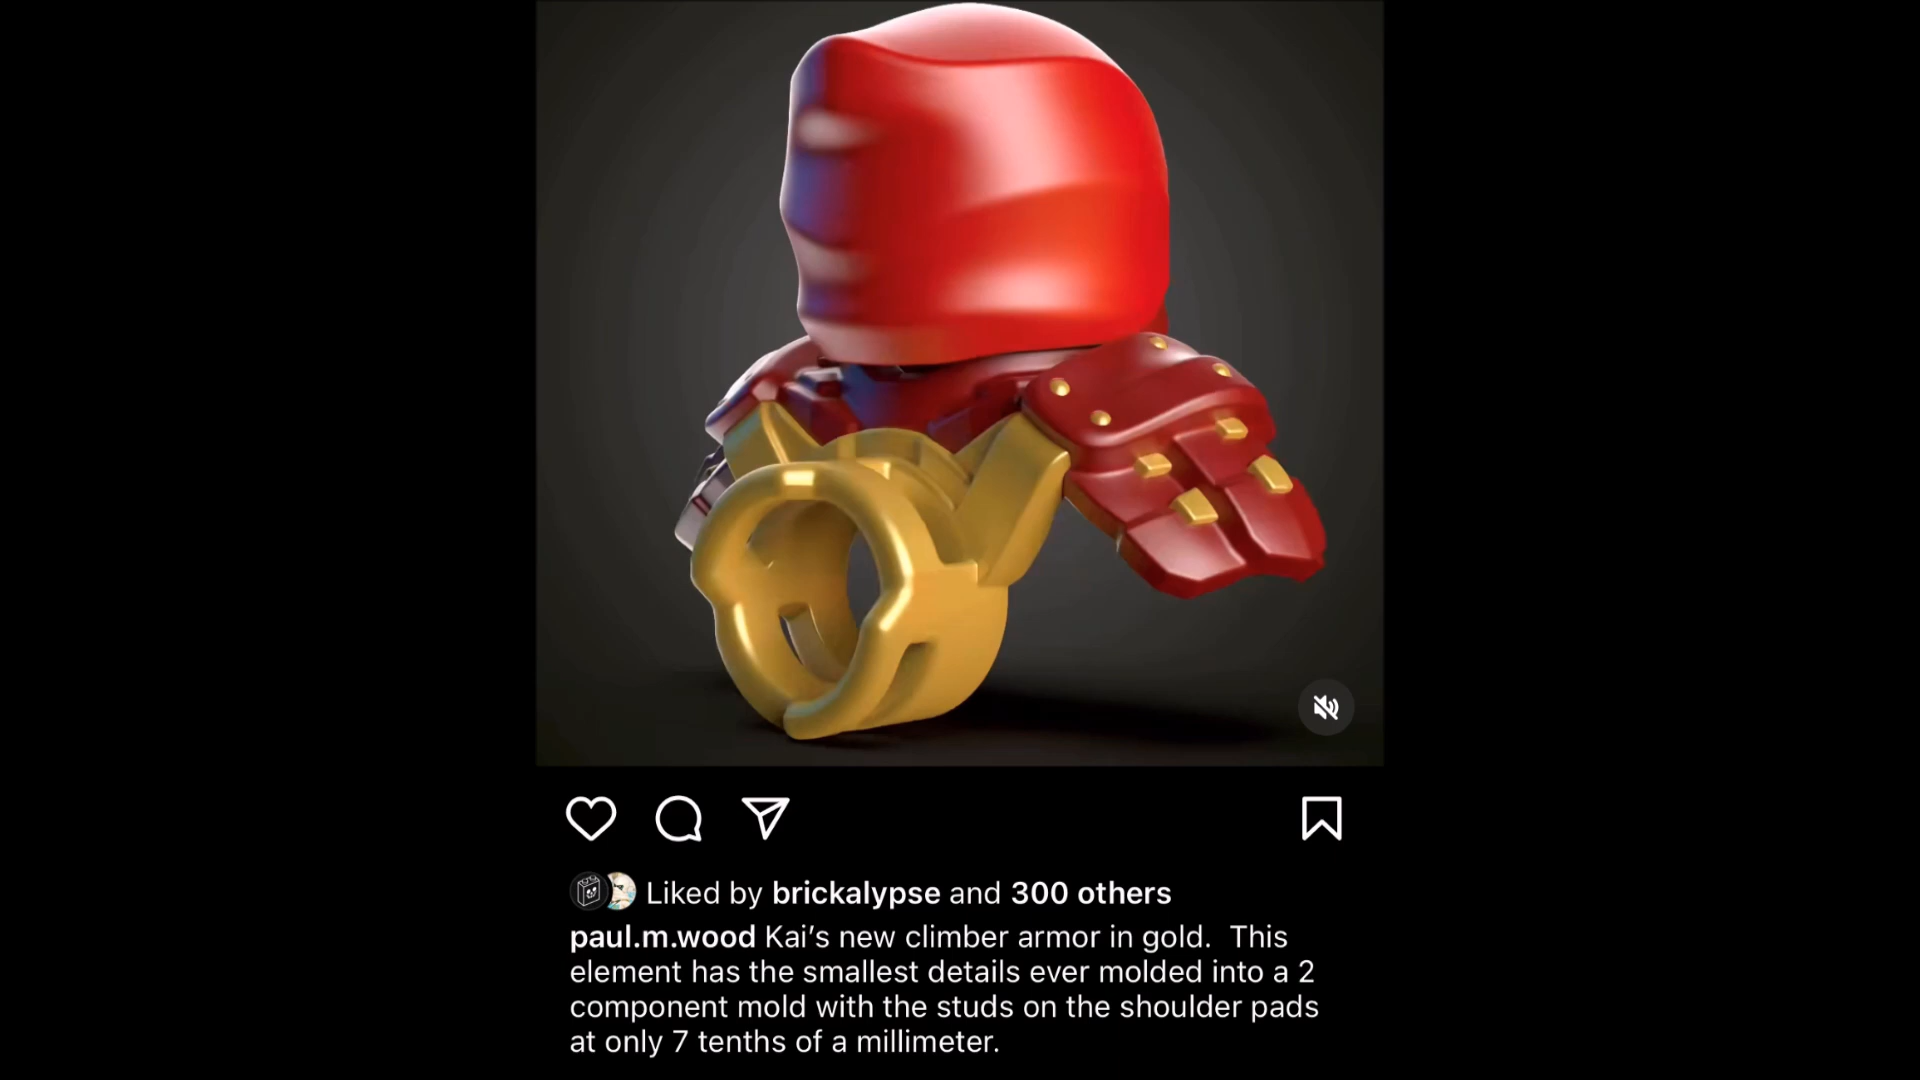 Liked by brickalypse and 300 others
paul.m.wood Kai’s new climber armor in gold.  This
element has the smallest details ever molded into a 2
component mold with the studs on the shoulder pads
at only 7 tenths of a millimeter.